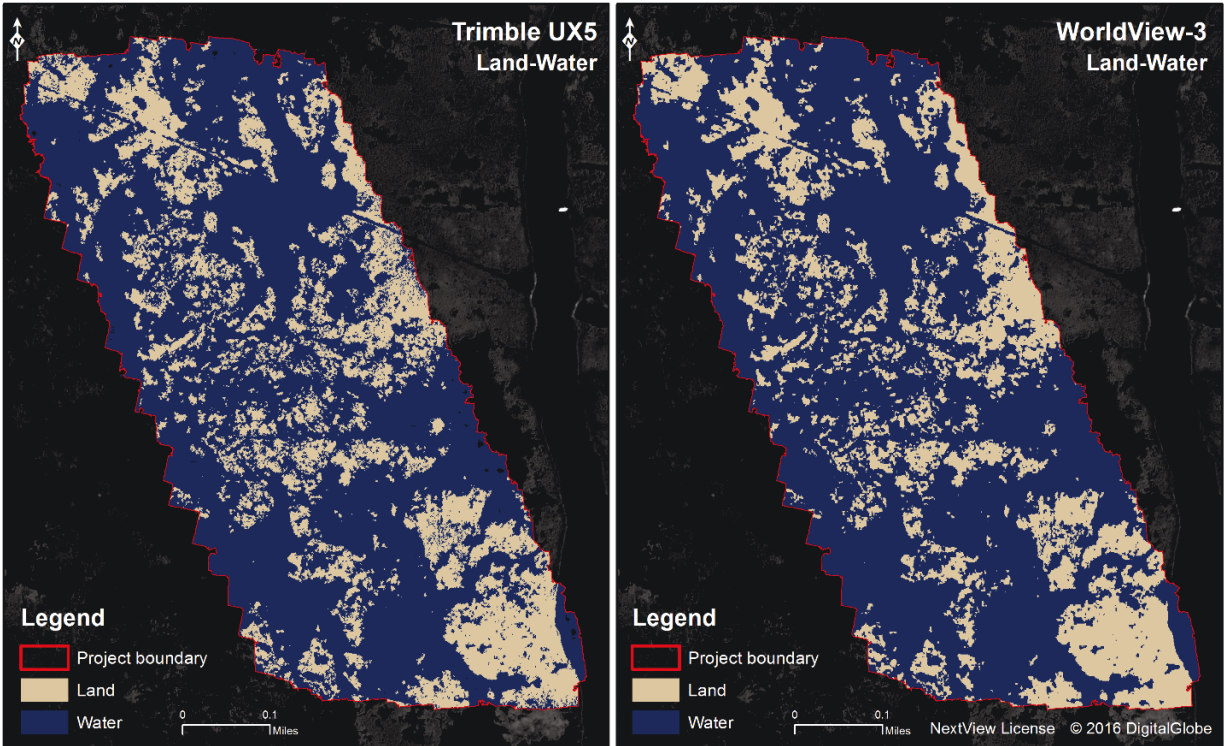 N
Trimble UX5
Land-Water
Legend
Project boundary
Land
Water
0 0.1
Miles
N
WorldView-3
Land-Water
Legend
Project boundary
Land
Water
0 0.1
Miles
NextView License © 2016 DigitalGlobe